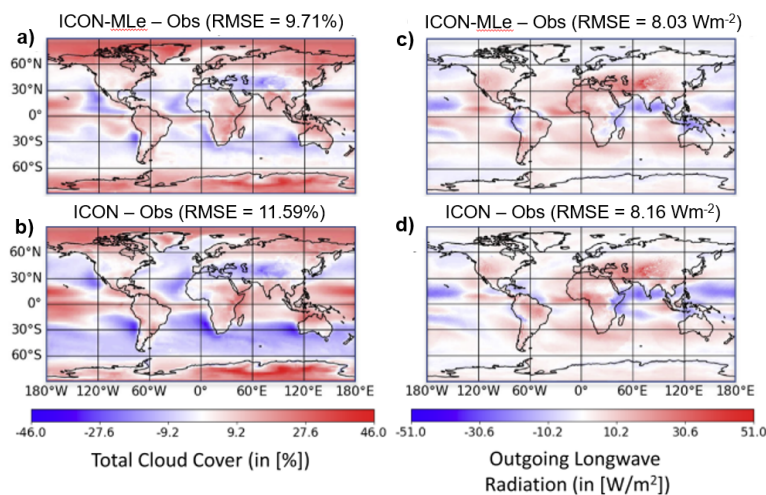 ICON-MLe – Obs (RMSE = 9.71%)
ICON-MLe – Obs (RMSE = 8.03 Wm-2)
a)
c)
60°N
30°N
0°
30°S
60°S
ICON – Obs (RMSE = 11.59%)
ICON – Obs (RMSE = 8.16 Wm-2)
b)
d)
60°N
30°N
0°
30°S
60°S
180°W 120°W 60°W 0° 60°E 120°E 180°E
180°W 120°W 60°W 0° 60°E 120°E 180°E
-46.0 -27.6 -9.2 9.2 27.6 46.0
-51.0 -30.6 -10.2 10.2 30.6 51.0
Total Cloud Cover (in [%])
Outgoing Longwave
Radiation (in [W/m²])